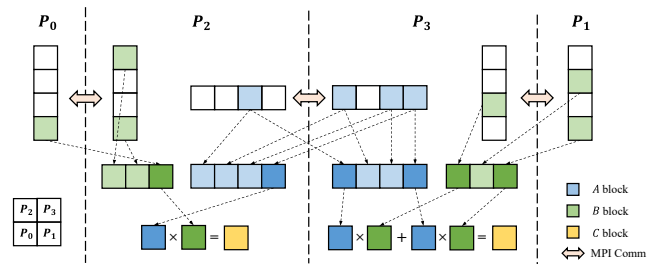 P₀ P₂ P₃ P₁
× = 
× + × =
P₂ P₃
P₀ P₁
A block
B block
C block
MPI Comm